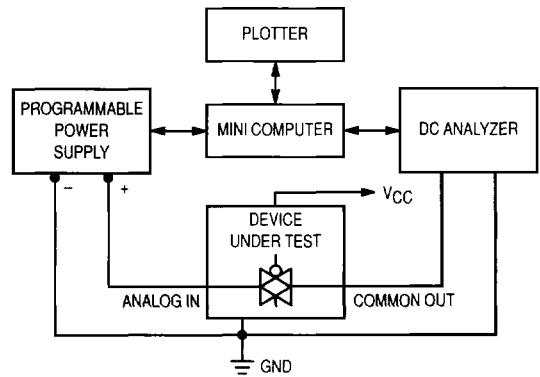 PLOTTER
PROGRAMMABLE
POWER
SUPPLY
MINI COMPUTER
DC ANALYZER
–
+
VCC
DEVICE
UNDER TEST
ANALOG IN
COMMON OUT
GND